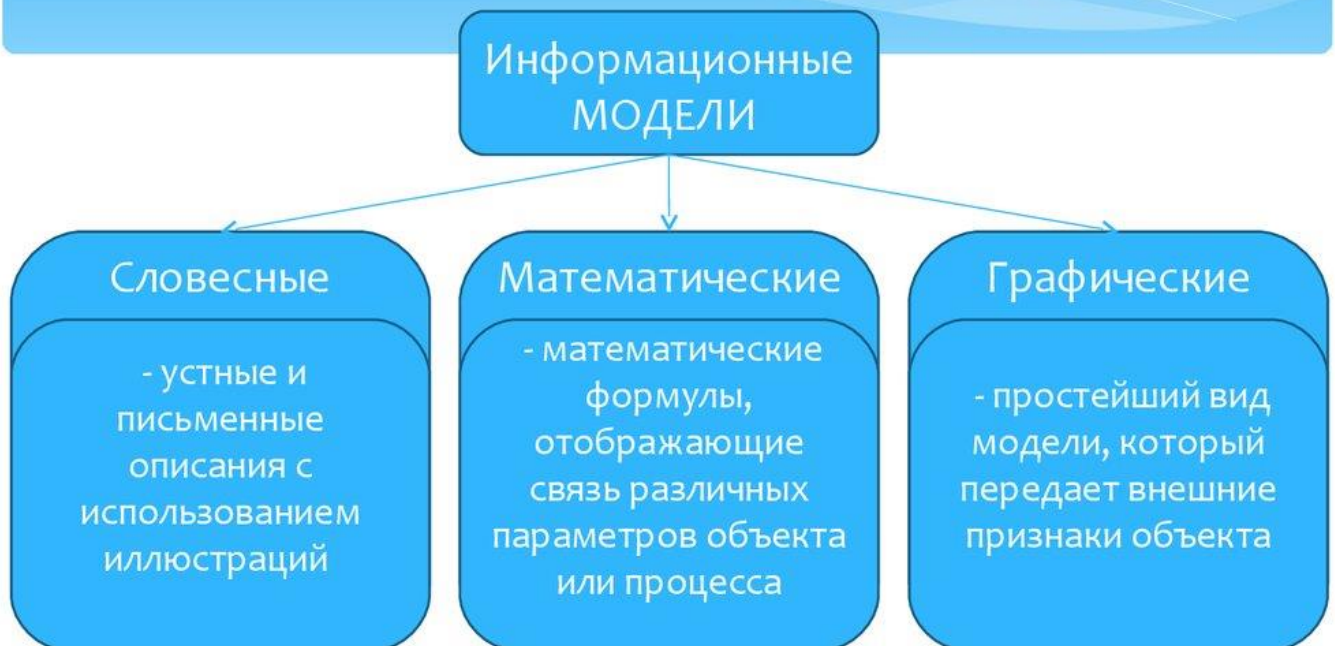 Информационные
МОДЕЛИ
Словесные
- устные и
письменные
описания с
использованием
иллюстраций
Математические
- математические
формулы,
отображающие
связь различных
параметров объекта
или процесса
Графические
- простейший вид
модели, который
передает внешние
признаки объекта